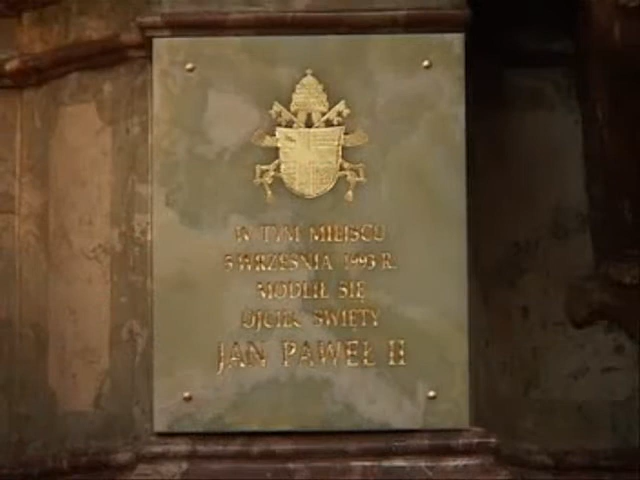 W TYM MIEJSCU
5 WRZEŚNIA 1993 R.
MODLIŁ SIĘ
OJCIEC ŚWIĘTY
JAN PAWEŁ II